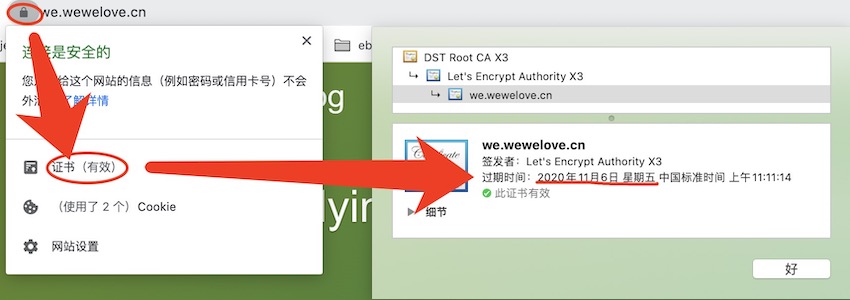 we.wewelove.cn
连接是安全的
您 给这个网站的信息（例如密码或信用卡号）不会
外 了解详情
证书（有效）
（使用了 2 个）Cookie
网站设置
eb
og
lyin
DST Root CA X3
Let's Encrypt Authority X3
we.wewelove.cn
we.wewelove.cn
签发者：Let's Encrypt Authority X3
过期时间：2020年11月6日 星期五 中国标准时间 上午11:11:14
此证书有效
细节
好